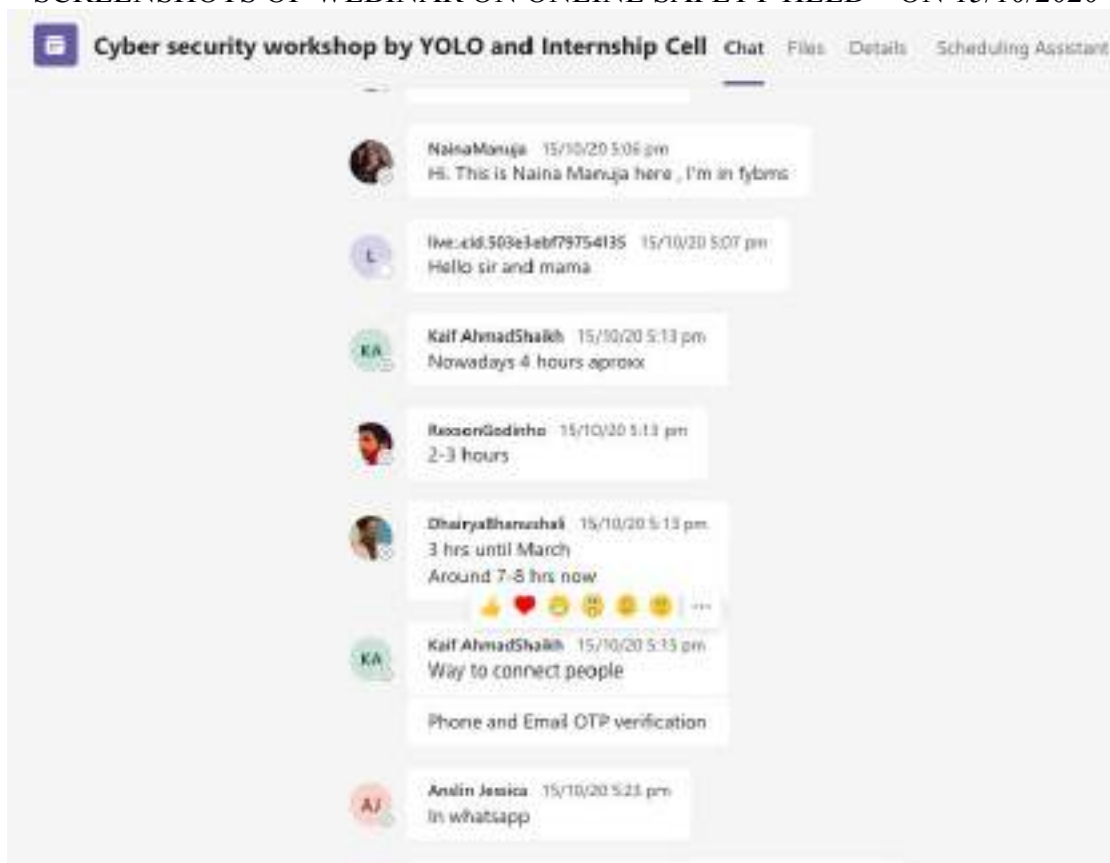 SCREENSHOTS OF WEBINAR ON ONLINE SAFETY HELD ON 15/10/2020
Cyber security workshop by YOLO and Internship Cell Chat Files Details Scheduling Assistant
NainaManuja 15/10/20 5:06 pm
Hi. This is Naina Manuja here , I'm in fybms
L 15/10/20 5:07 pm
Hello sir and mama
KA Kaif AhmadShaikh 15/10/20 5:13 pm
Nowadays 4 hours aproxx
RexsonGodinho 15/10/20 5:13 pm
2-3 hours
DhairyaBhanushali 15/10/20 5:13 pm
3 hrs until March
Around 7-8 hrs now
KA Kaif AhmadShaikh 15/10/20 5:15 pm
Way to connect people
Phone and Email OTP verification
AJ Anslin Jessica 15/10/20 5:23 pm
In whatsapp